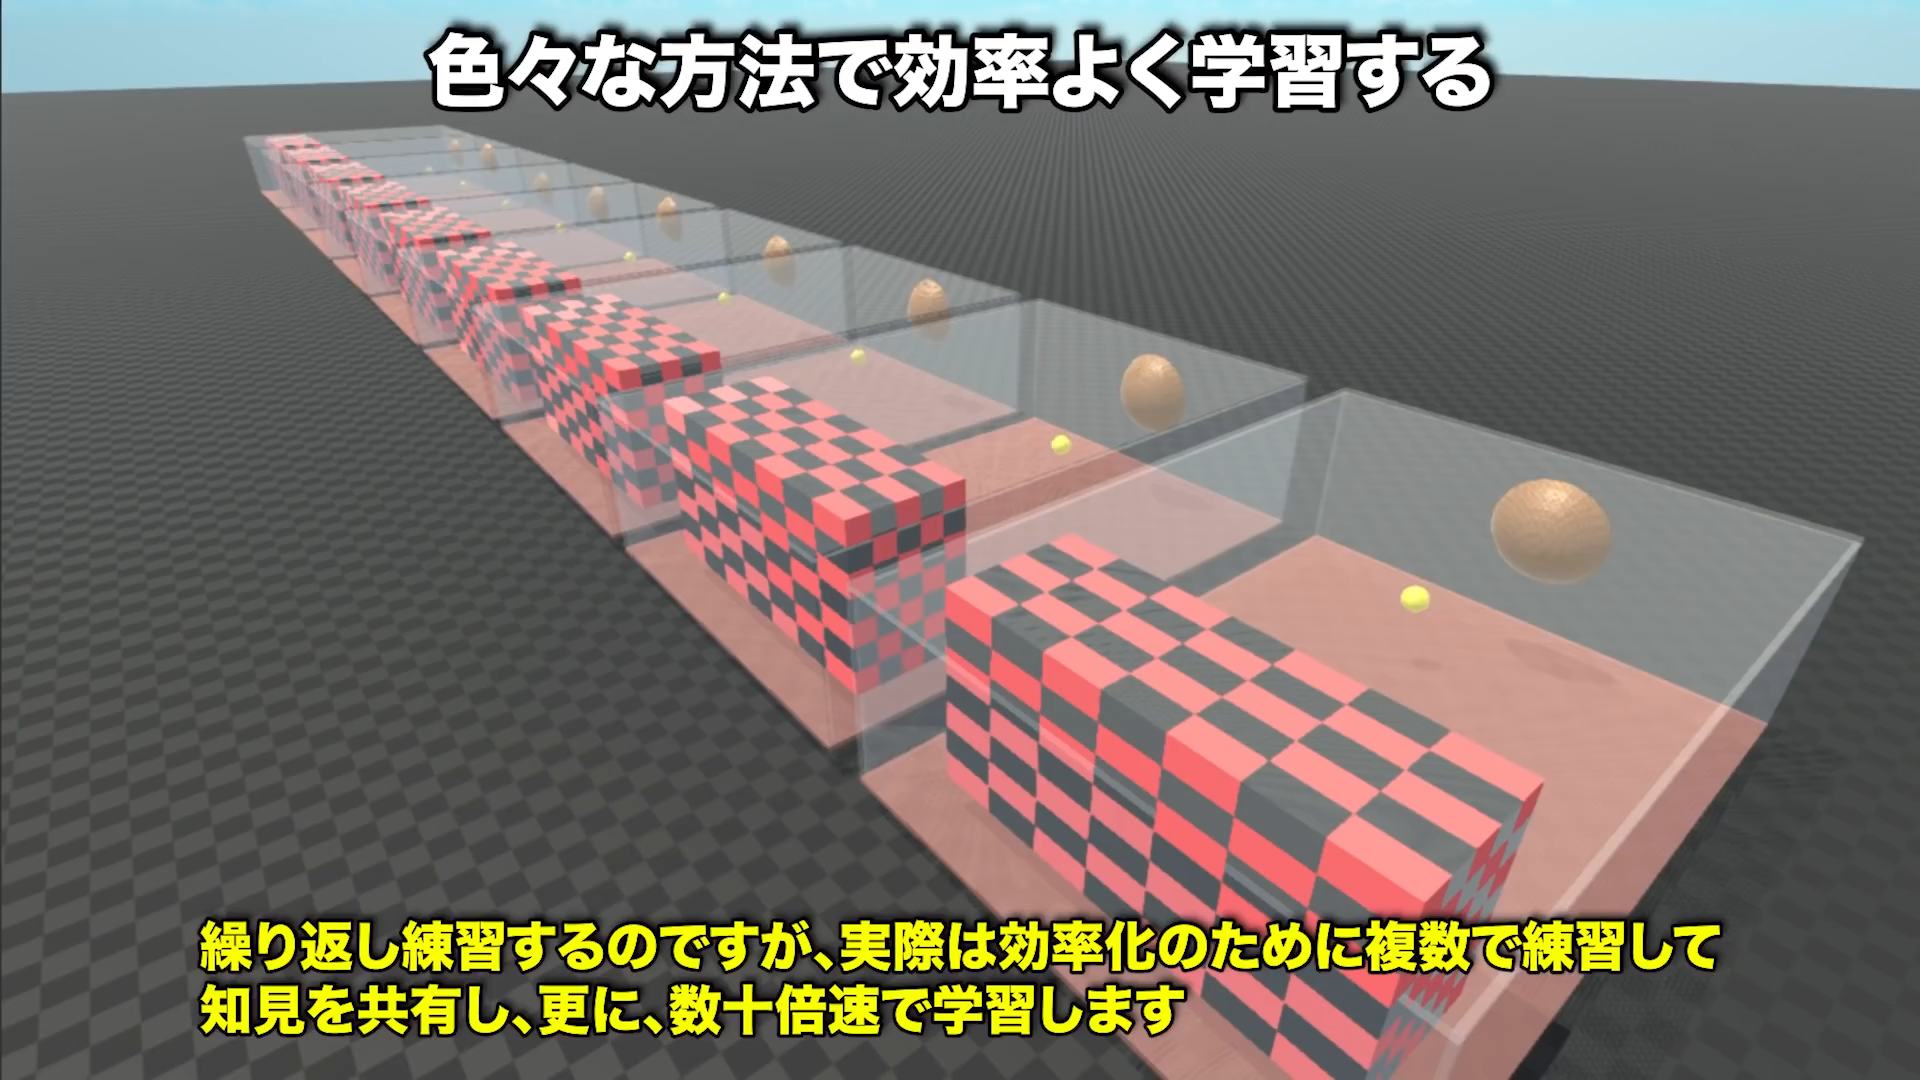 色々な方法で効率よく学習する
繰り返し練習するのですが､実際は効率化のために複数で練習して
知見を共有し､更に､数十倍速で学習します